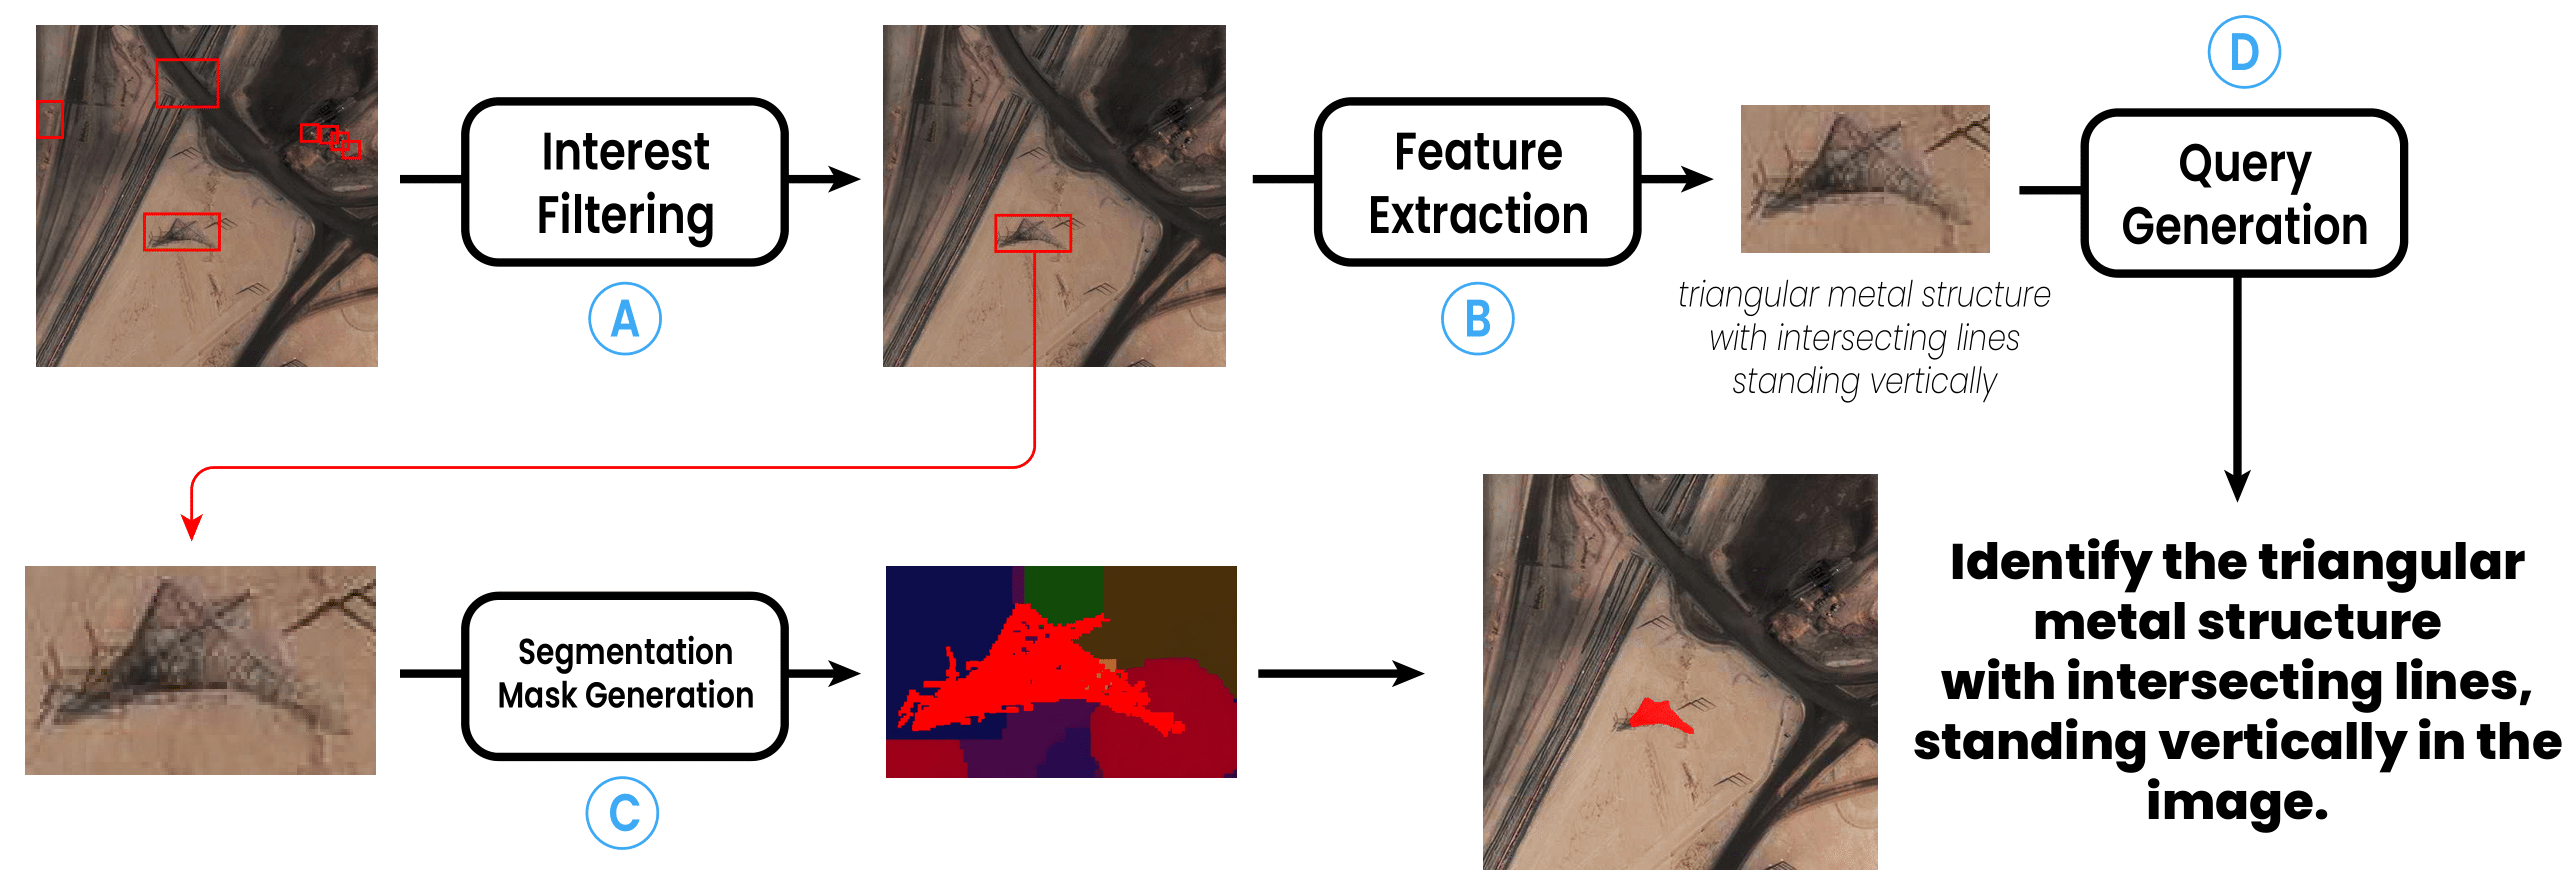 Interest
Filtering
A
Feature
Extraction
B
triangular metal structure
with intersecting lines
standing vertically
D
Query
Generation
Segmentation
Mask Generation
C
Identify the triangular
metal structure
with intersecting lines,
standing vertically in the
image.